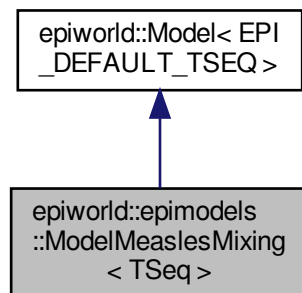 epiworld::Model< EPI
_DEFAULT_TSEQ >
epiworld::epimodels
::ModelMeaslesMixing
< TSeq >